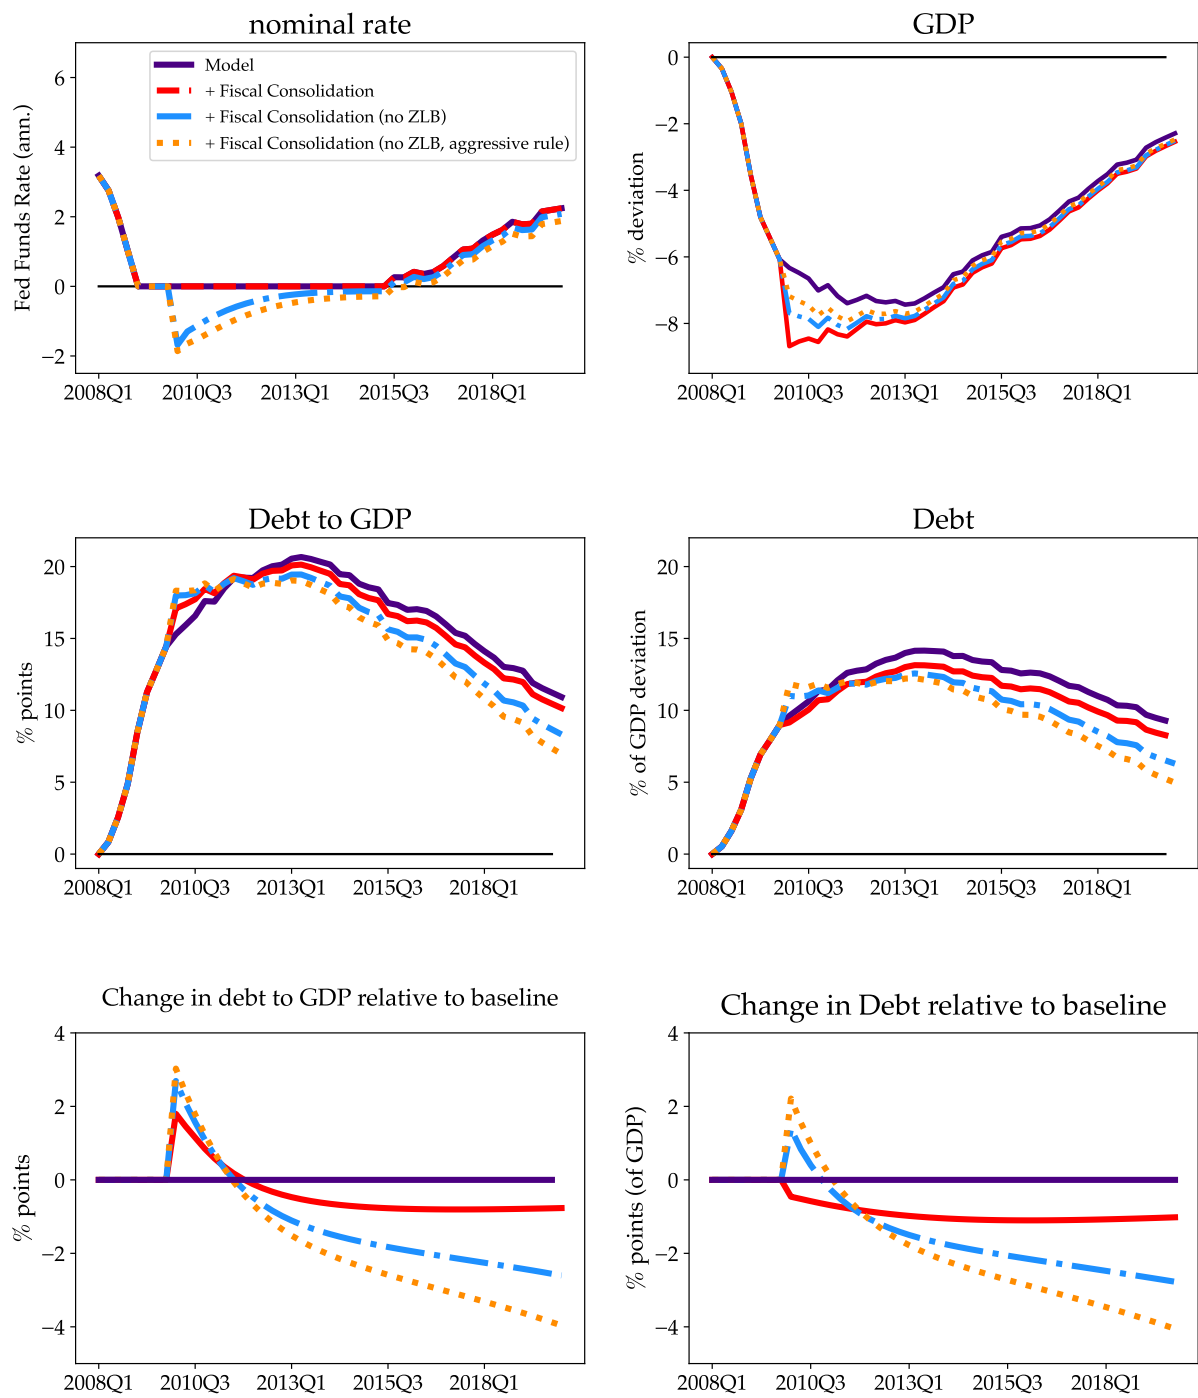 nominal rate
Fed Funds Rate (ann.)
6
4
2
0
−2
Model
+ Fiscal Consolidation
+ Fiscal Consolidation (no ZLB)
+ Fiscal Consolidation (no ZLB, aggressive rule)
2008Q1 2010Q3 2013Q1 2015Q3 2018Q1
GDP
% deviation
0
−2
−4
−6
−8
2008Q1 2010Q3 2013Q1 2015Q3 2018Q1
Debt to GDP
% points
20
15
10
5
0
2008Q1 2010Q3 2013Q1 2015Q3 2018Q1
Debt
% of GDP deviation
20
15
10
5
0
2008Q1 2010Q3 2013Q1 2015Q3 2018Q1
Change in debt to GDP relative to baseline
% points
4
2
0
−2
−4
2008Q1 2010Q3 2013Q1 2015Q3 2018Q1
Change in Debt relative to baseline
% points (of GDP)
4
2
0
−2
−4
2008Q1 2010Q3 2013Q1 2015Q3 2018Q1